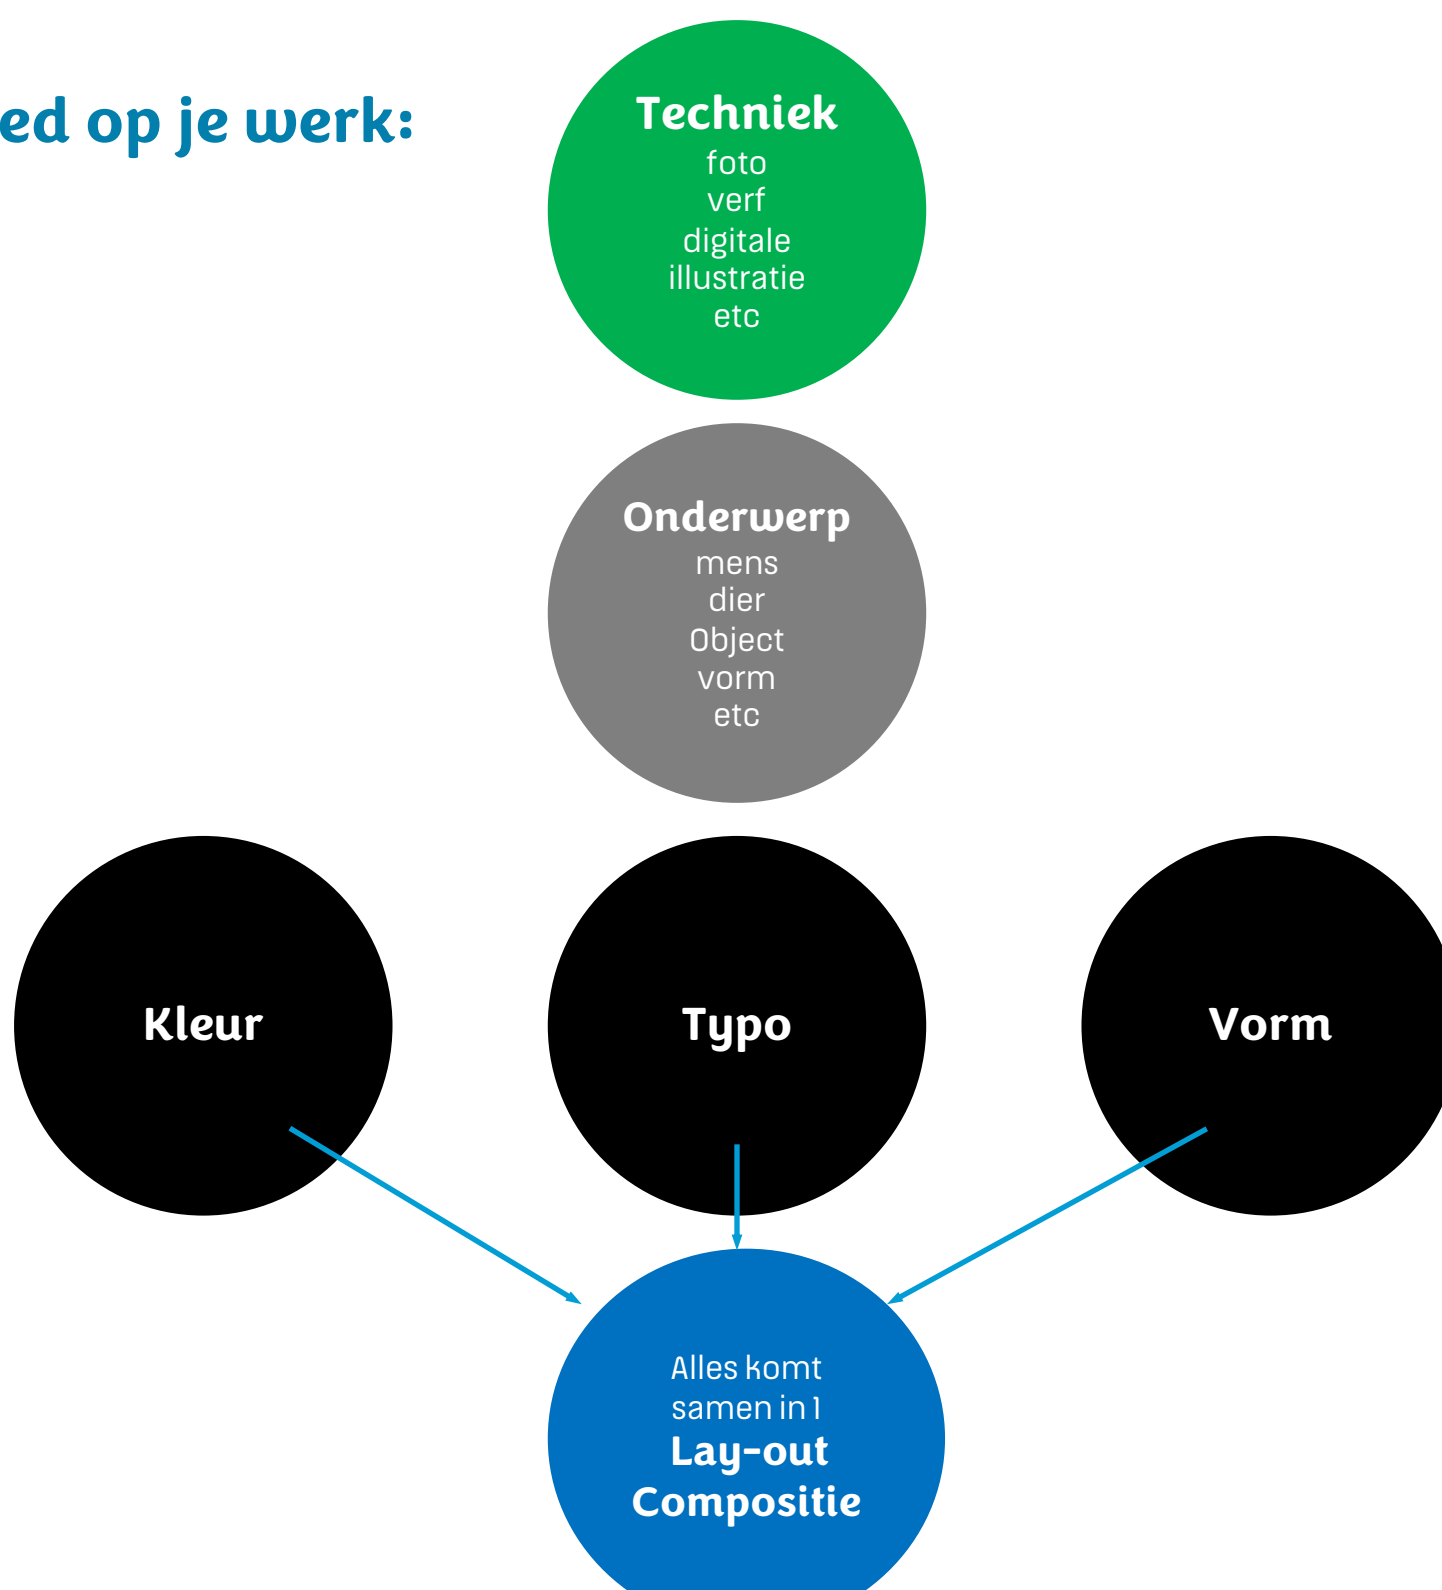 ed op je werk:
Techniek
foto
verf
digitale
illustratie
etc
Onderwerp
mens
dier
Object
vorm
etc
Kleur
Typo
Vorm
Alles komt
samen in 1
Lay-out
Compositie